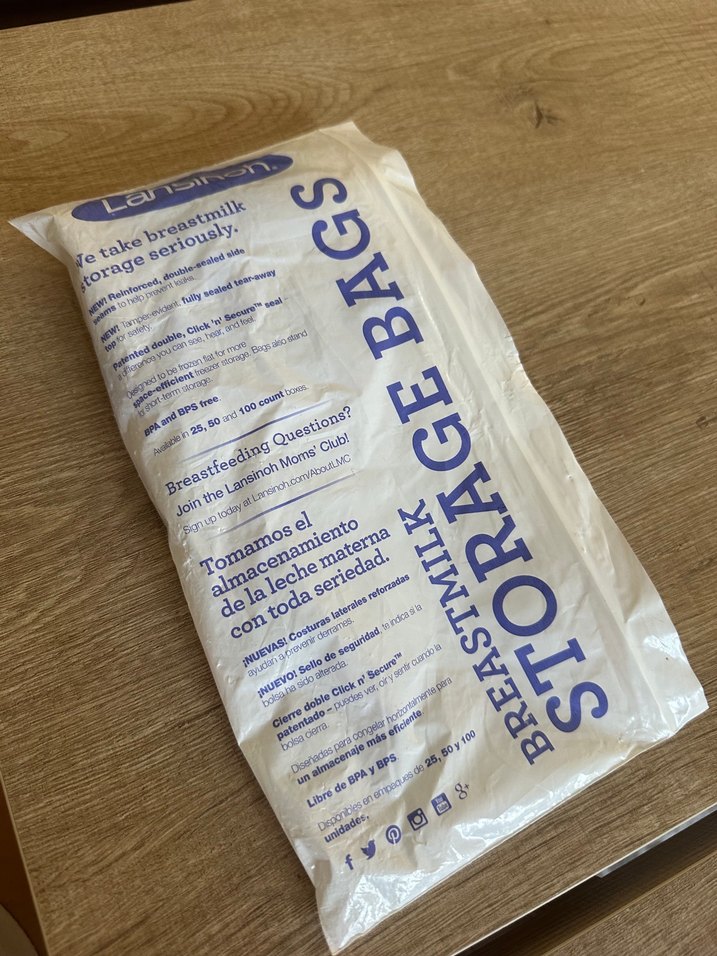 Lansinoh®
We take breastmilk
storage seriously.
NEW! Reinforced, double-sealed side
seams to help prevent leaks.
NEW! Tamper-evident, fully sealed tear-away
top for safety.
Patented double, Click 'n' Secure™ seal –
a difference you can see, hear, and feel.
Designed to be frozen flat for more
space-efficient freezer storage. Bags also stand
for short-term storage.
BPA and BPS free.
Available in 25, 50 and 100 count boxes.
Breastfeeding Questions?
Join the Lansinoh Moms' Club!
Sign up today at Lansinoh.com/AboutLMC
Tomamos el
almacenamiento
de la leche materna
con toda seriedad.
¡NUEVAS! Costuras laterales reforzadas
ayudan a prevenir derrames.
¡NUEVO! Sello de seguridad, te indica si la
bolsa ha sido alterada.
Cierre doble Click n' Secure™
patentado – puedes ver, oir y sentir cuando la
bolsa cierra.
Diseñadas para congelar horizontalmente para
un almacenaje más eficiente.
Libre de BPA y BPS.
Disponibles en empaques de 25, 50 y 100
unidades.
You
Tube
g+
BREASTMILK
STORAGE BAGS